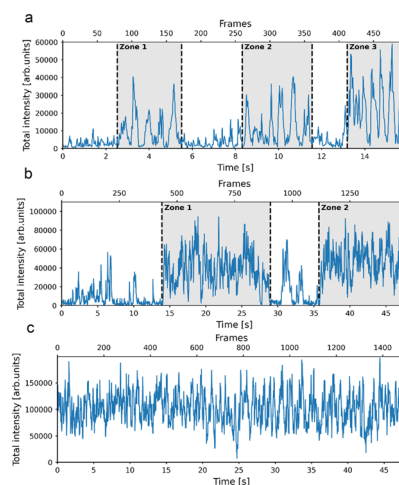 a
Frames
0 50 100 150 200 250 300 350 400 450
Zone 1 Zone 2 Zone 3
60000
50000
40000
30000
20000
10000
0
Total intensity [arb.units]
0 2 4 6 8 10 12 14
Time [s]
b
Frames
0 250 500 750 1000 1250
Zone 1 Zone 2
100000
80000
60000
40000
20000
0
Total intensity [arb.units]
0 5 10 15 20 25 30 35 40 45
Time [s]
c
Frames
0 200 400 600 800 1000 1200 1400
150000
100000
50000
0
Total intensity [arb.units]
0 5 10 15 20 25 30 35 40 45
Time [s]